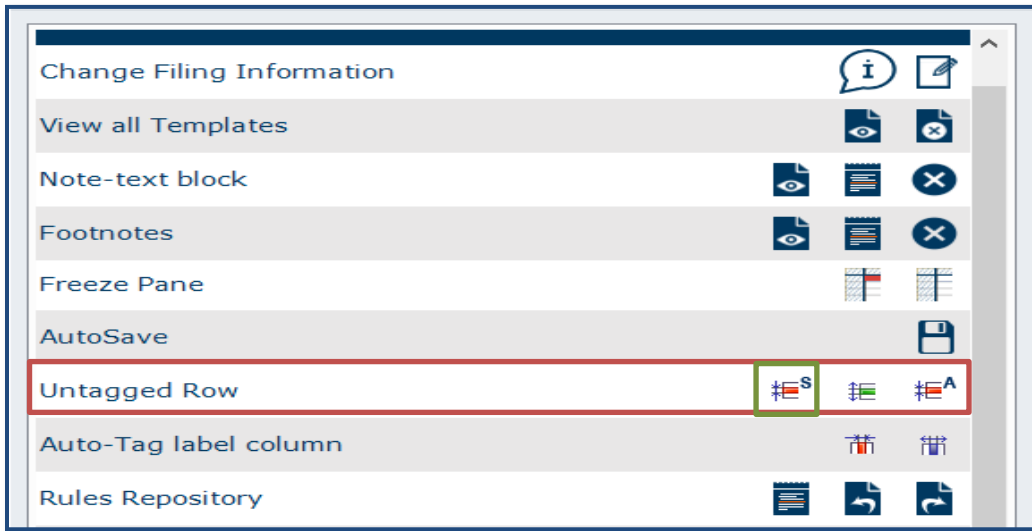 Change Filing Information i
View all Templates
Note-text block
Footnotes
Freeze Pane
AutoSave
Untagged Row S A
Auto-Tag label column
Rules Repository